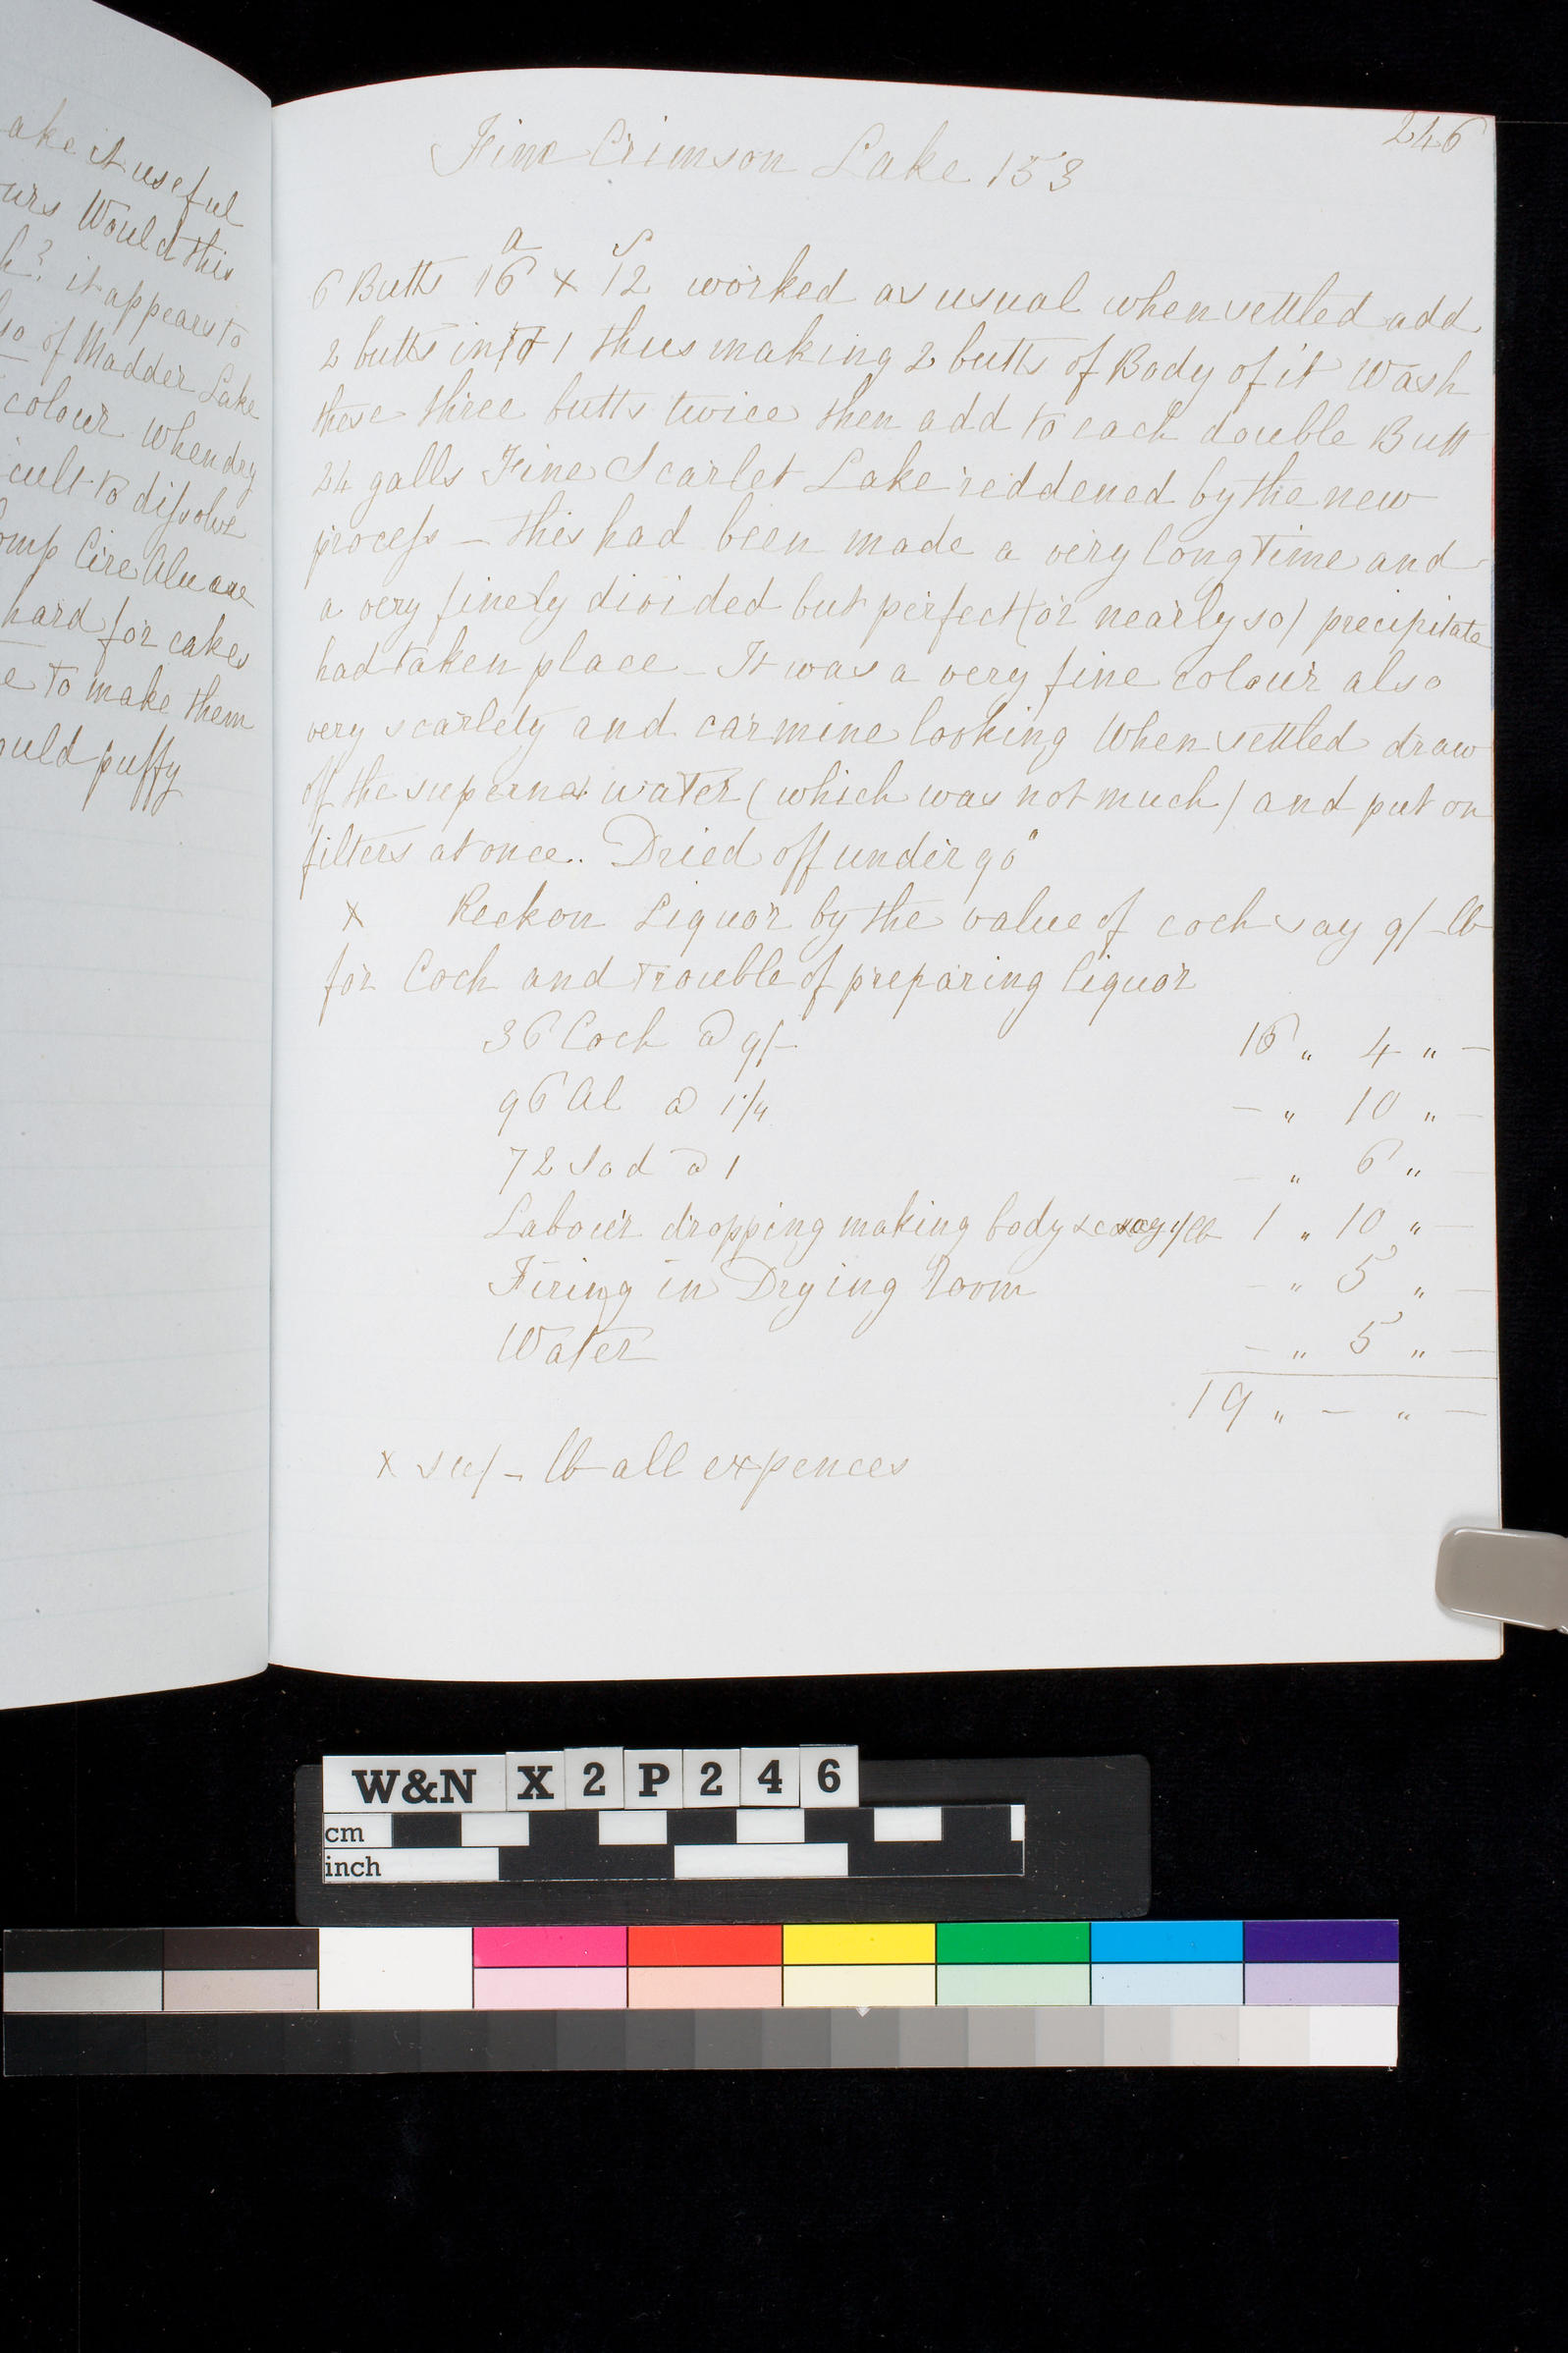 ake it useful
urs Would this
k? it appears to
so of Madder Lake
colour when dry
cult to dissolve
omp Cire Alu are
hard for cakes
e to make them
ould puffy
246
Fine Crimson Lake 153
a S
6 Butts 16 x 12 worked as usual when settled add
2 butts into 1 thus making 2 butts of Body of it Wash
these three butts twice then add to each double Butt
24 galls Fine Scarlet Lake reddened by the new
process – this had been made a very long time and
a very finely divided but perfect (or nearly so) precipitate
had taken place – It was a very fine colour also
very scarlety and carmine looking When settled draw
off the superna water (which was not much) and put on
filters at once.. Dried off under 90°
x Reckon Liquor by the value of coch say 9/– lb
for Coch and trouble of preparing liquor
36 Coch @ 9/– 16 " 4 " –
96 Al @ 1¼ – " 10 " –
72 Sod @ 1 – " 6 " –
Labour dropping making body &c say 1/ lb 1 " 10 " –
Firing in Drying Room – " 5 " –
Water – " 5 " –
19 " – " –
x – lb all expences
W&N X2P246
cm
inch